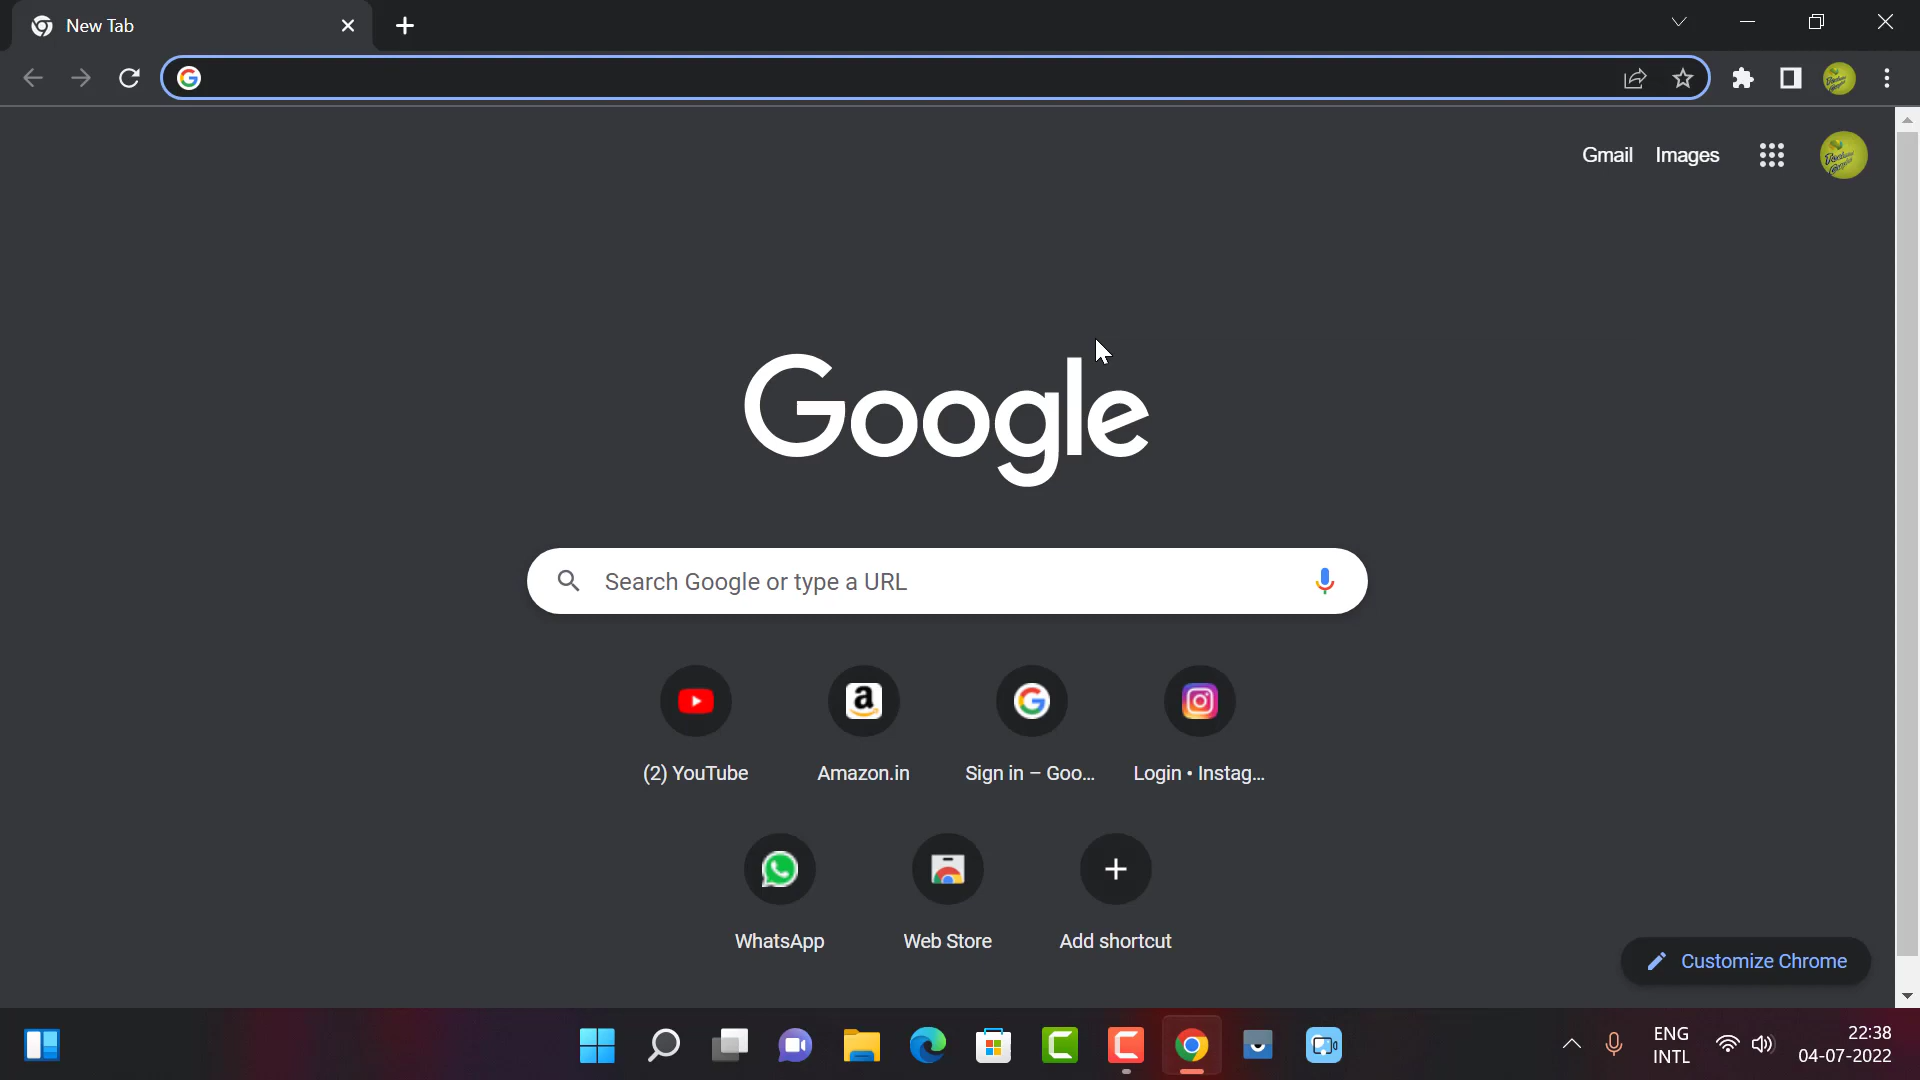 New Tab
Gmail Images
Google
Search Google or type a URL
(2) YouTube
Amazon.in
Sign in – Goo...
Login • Instag...
WhatsApp
Web Store
Add shortcut
Customize Chrome
ENG
INTL
22:38
04-07-2022